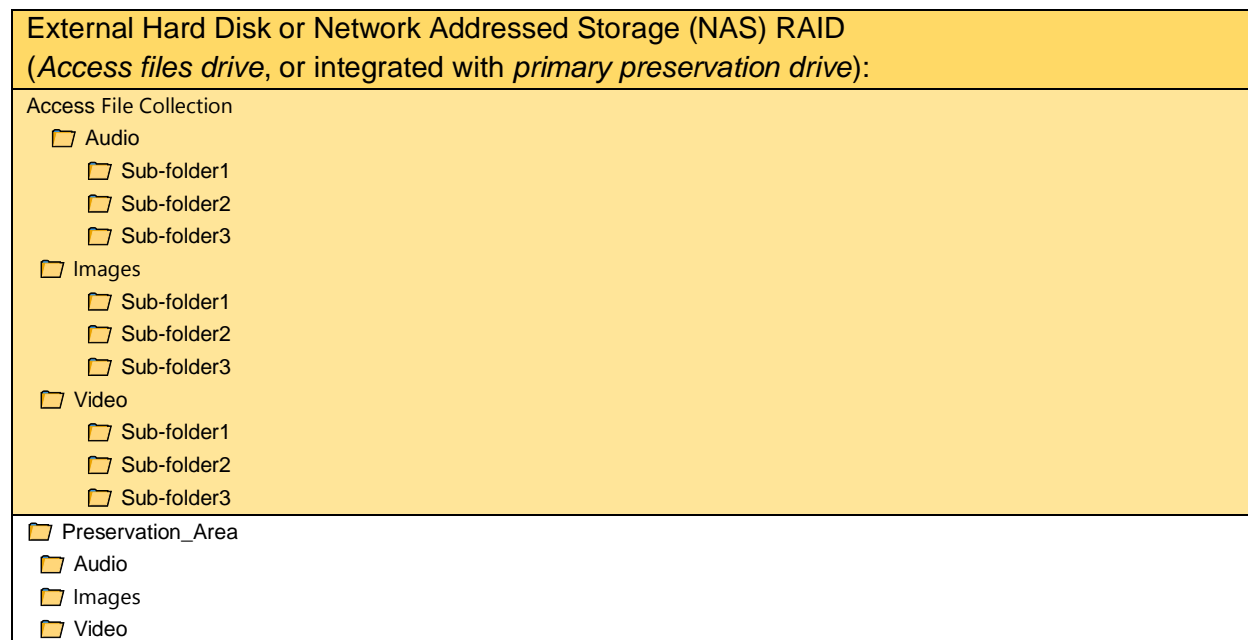 External Hard Disk or Network Addressed Storage (NAS) RAID
(Access files drive, or integrated with primary preservation drive):
Access File Collection
Audio
Sub-folder1
Sub-folder2
Sub-folder3
Images
Sub-folder1
Sub-folder2
Sub-folder3
Video
Sub-folder1
Sub-folder2
Sub-folder3
Preservation_Area
Audio
Images
Video